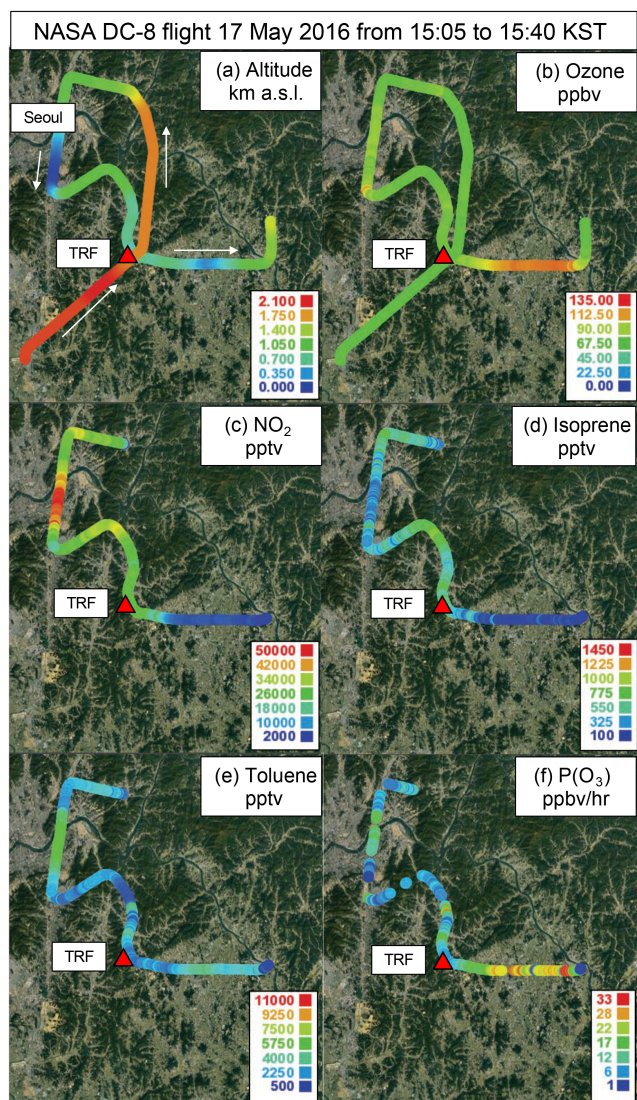 NASA DC-8 flight 17 May 2016 from 15:05 to 15:40 KST
(a) Altitude
km a.s.l.
Seoul
TRF
2.100
1.750
1.400
1.050
0.700
0.350
0.000
(b) Ozone
ppbv
TRF
135.00
112.50
90.00
67.50
45.00
22.50
0.00
(c) NO2
pptv
TRF
50000
42000
34000
26000
18000
10000
2000
(d) Isoprene
pptv
TRF
1450
1225
1000
775
550
325
100
(e) Toluene
pptv
TRF
11000
9250
7500
5750
4000
2250
500
(f) P(O3)
ppbv/hr
TRF
33
28
22
17
12
6
1